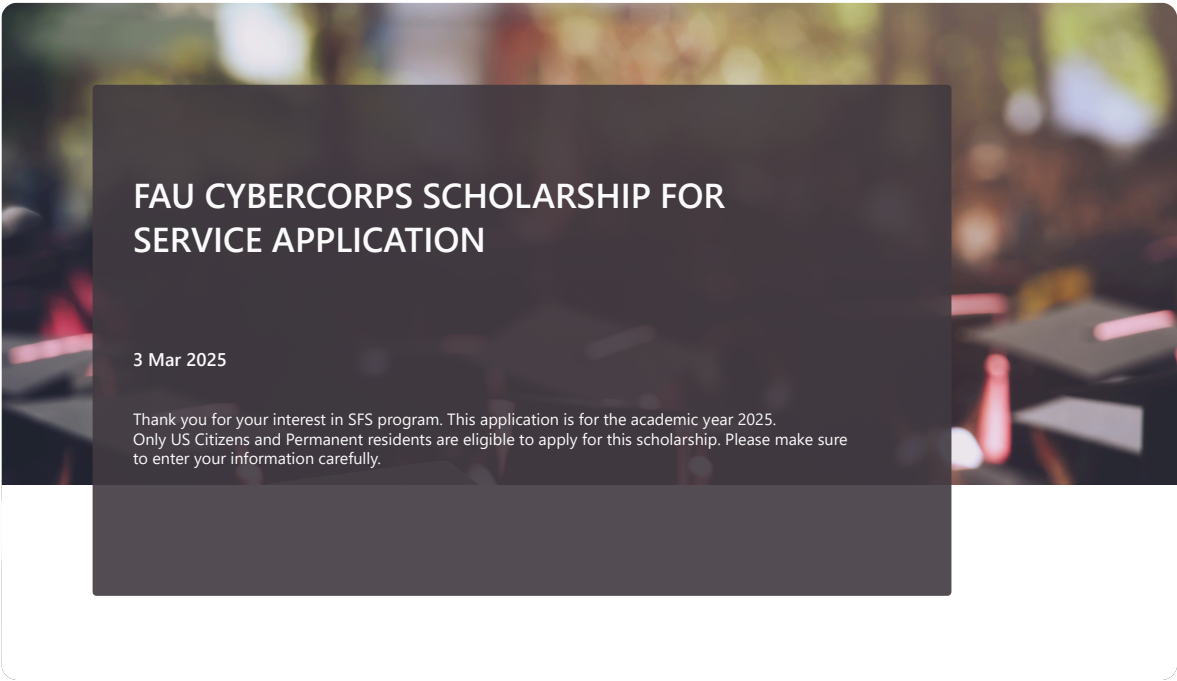 FAU CYBERCORPS SCHOLARSHIP FOR
SERVICE APPLICATION
3 Mar 2025
Thank you for your interest in SFS program. This application is for the academic year 2025.
Only US Citizens and Permanent residents are eligible to apply for this scholarship. Please make sure
to enter your information carefully.